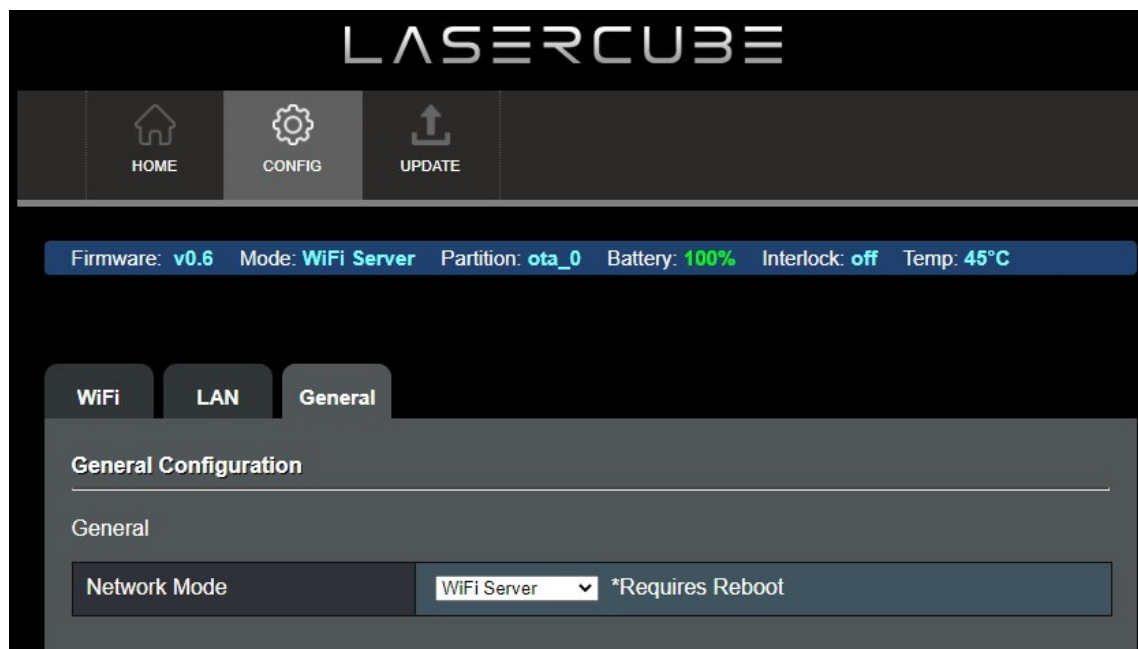 LASERCUBE
HOME CONFIG UPDATE
Firmware: v0.6 Mode: WiFi Server Partition: ota_0 Battery: 100% Interlock: off Temp: 45°C
WiFi LAN General
General Configuration
General
Network Mode WiFi Server *Requires Reboot